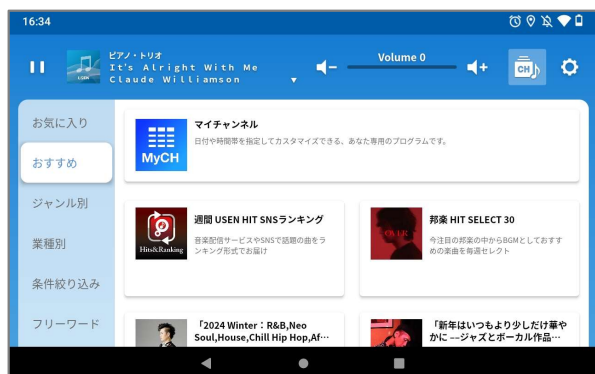 16:34
ピアノ・トリオ
It's Alright With Me
Claude Williamson
Volume 0
CH
USEN
お気に入り
おすすめ
ジャンル別
業種別
条件絞り込み
フリーワード
MyCH
マイチャンネル
日付や時間帯を指定してカスタマイズできる、あなた専用のプログラムです。
Hits&Ranking
週間 USEN HIT SNSランキング
音楽配信サービスやSNSで話題の曲をラ
ンキング形式でお届け
邦楽 HIT SELECT 30
今注目の邦楽の中からBGMとしておすす
めの楽曲を毎週セレクト
「2024 Winter：R&B,Neo
Soul,House,Chill Hip Hop,Af…
「新年はいつもより少しだけ華や
かに ––ジャズとボーカル作品…